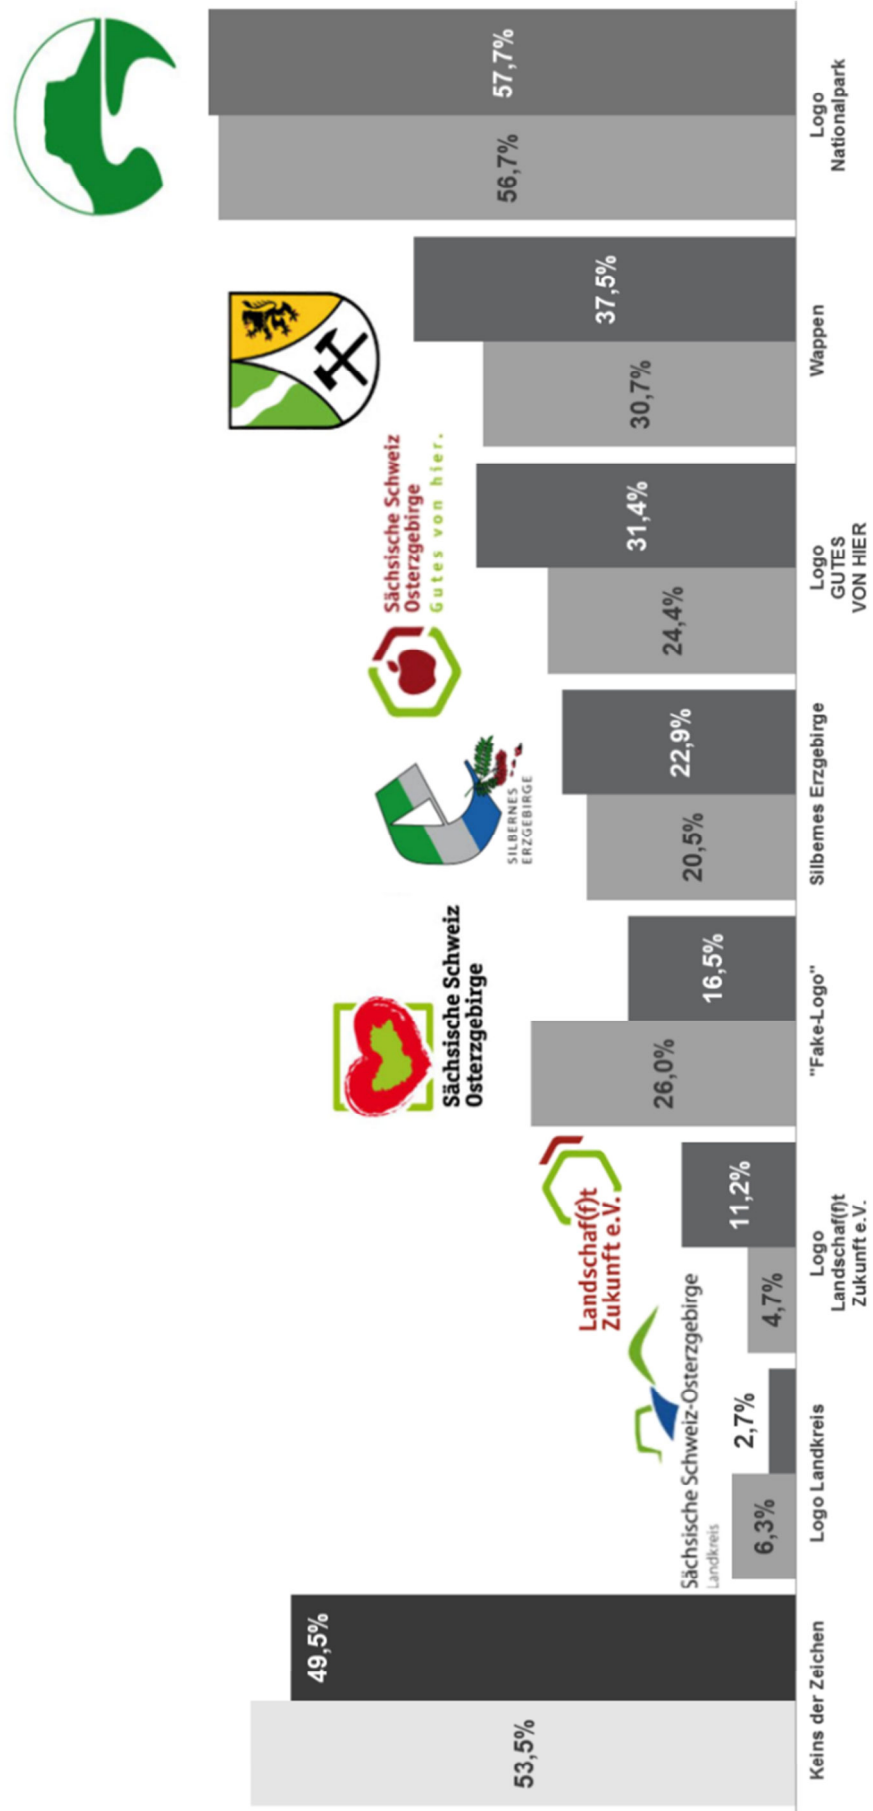 53,5%
49,5%
Keins der Zeichen
Sächsische Schweiz-Osterzgebirge
Landkreis
6,3%
2,7%
Logo Landkreis
Landschaf(f)t
Zukunft e.V.
4,7%
11,2%
Logo
Landschaf(f)t
Zukunft e.V.
Sächsische Schweiz
Osterzgebirge
26,0%
16,5%
"Fake-Logo"
SILBERNES
ERZGEBIRGE
20,5%
22,9%
Silbernes Erzgebirge
Sächsische Schweiz
Osterzgebirge
Gutes von hier.
24,4%
31,4%
Logo
GUTES
VON HIER
30,7%
37,5%
Wappen
56,7%
57,7%
Logo
Nationalpark